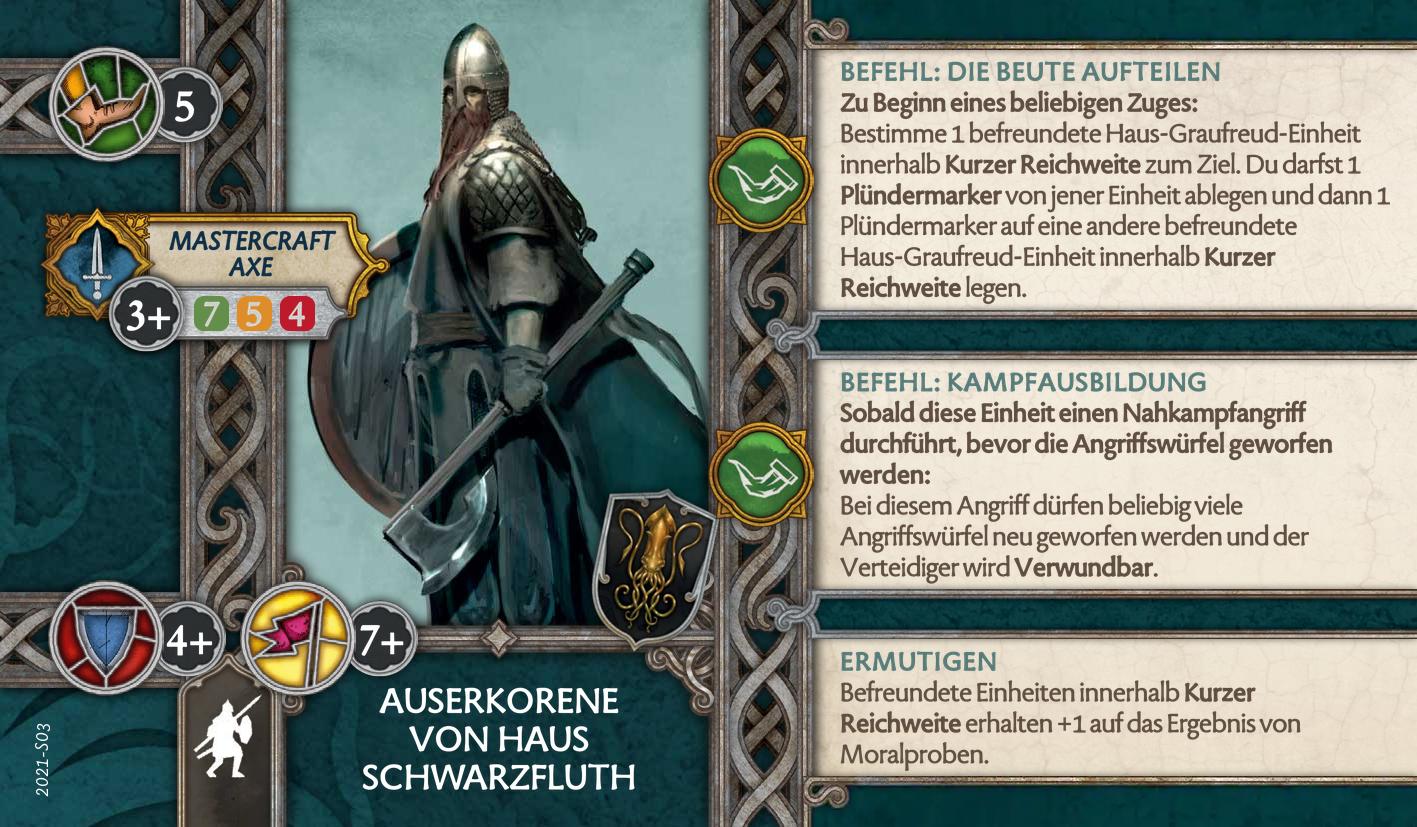 5
MASTERCRAFT
AXE
3+ 7 5 4
4+ 7+
AUSERKORENE
VON HAUS
SCHWARZFLUTH
2021-S03
BEFEHL: DIE BEUTE AUFTEILEN
Zu Beginn eines beliebigen Zuges:
Bestimme 1 befreundete Haus-Graufreud-Einheit
innerhalb Kurzer Reichweite zum Ziel. Du darfst 1
Plündermarker von jener Einheit ablegen und dann 1
Plündermarker auf eine andere befreundete
Haus-Graufreud-Einheit innerhalb Kurzer
Reichweite legen.
BEFEHL: KAMPFAUSBILDUNG
Sobald diese Einheit einen Nahkampfangriff
durchführt, bevor die Angriffswürfel geworfen
werden:
Bei diesem Angriff dürfen beliebig viele
Angriffswürfel neu geworfen werden und der
Verteidiger wird Verwundbar.
ERMUTIGEN
Befreundete Einheiten innerhalb Kurzer
Reichweite erhalten +1 auf das Ergebnis von
Moralproben.